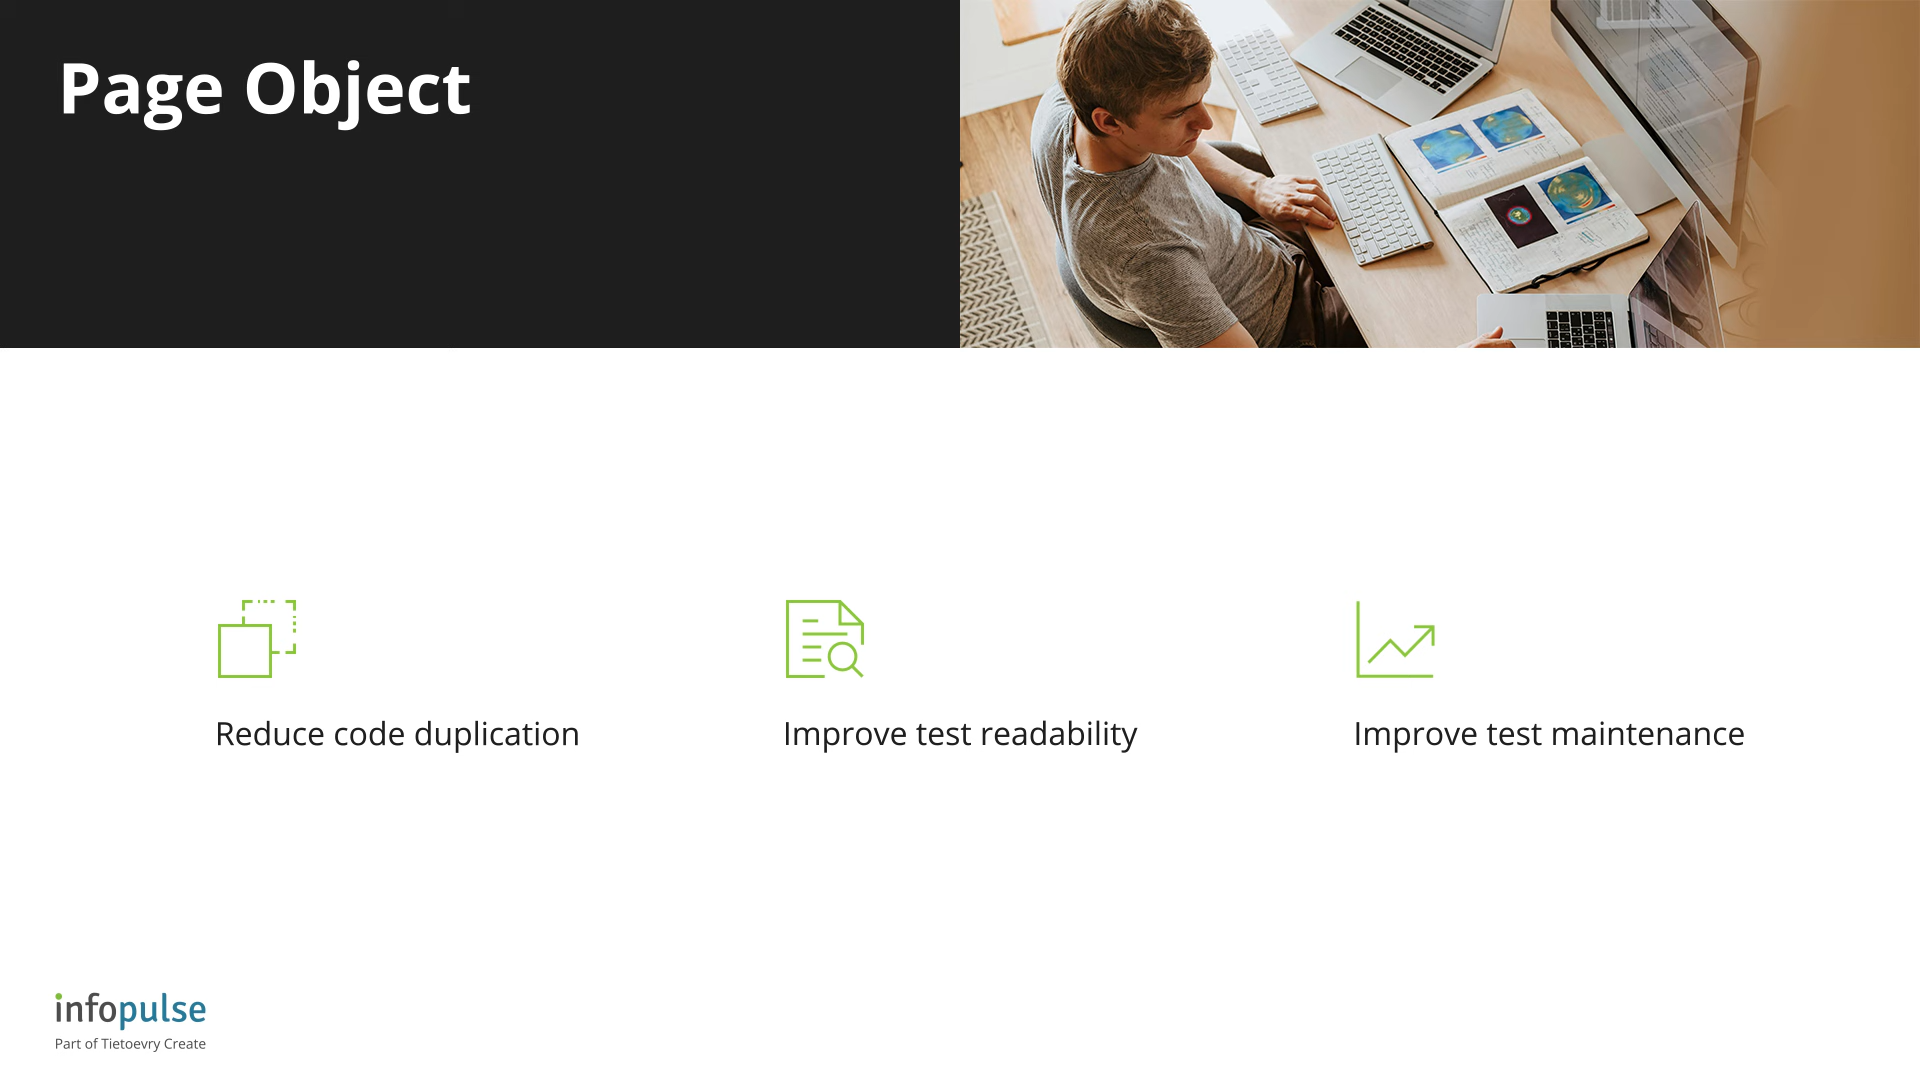 Page Object
Reduce code duplication
Improve test readability
Improve test maintenance
infopulse
Part of Tietoevry Create